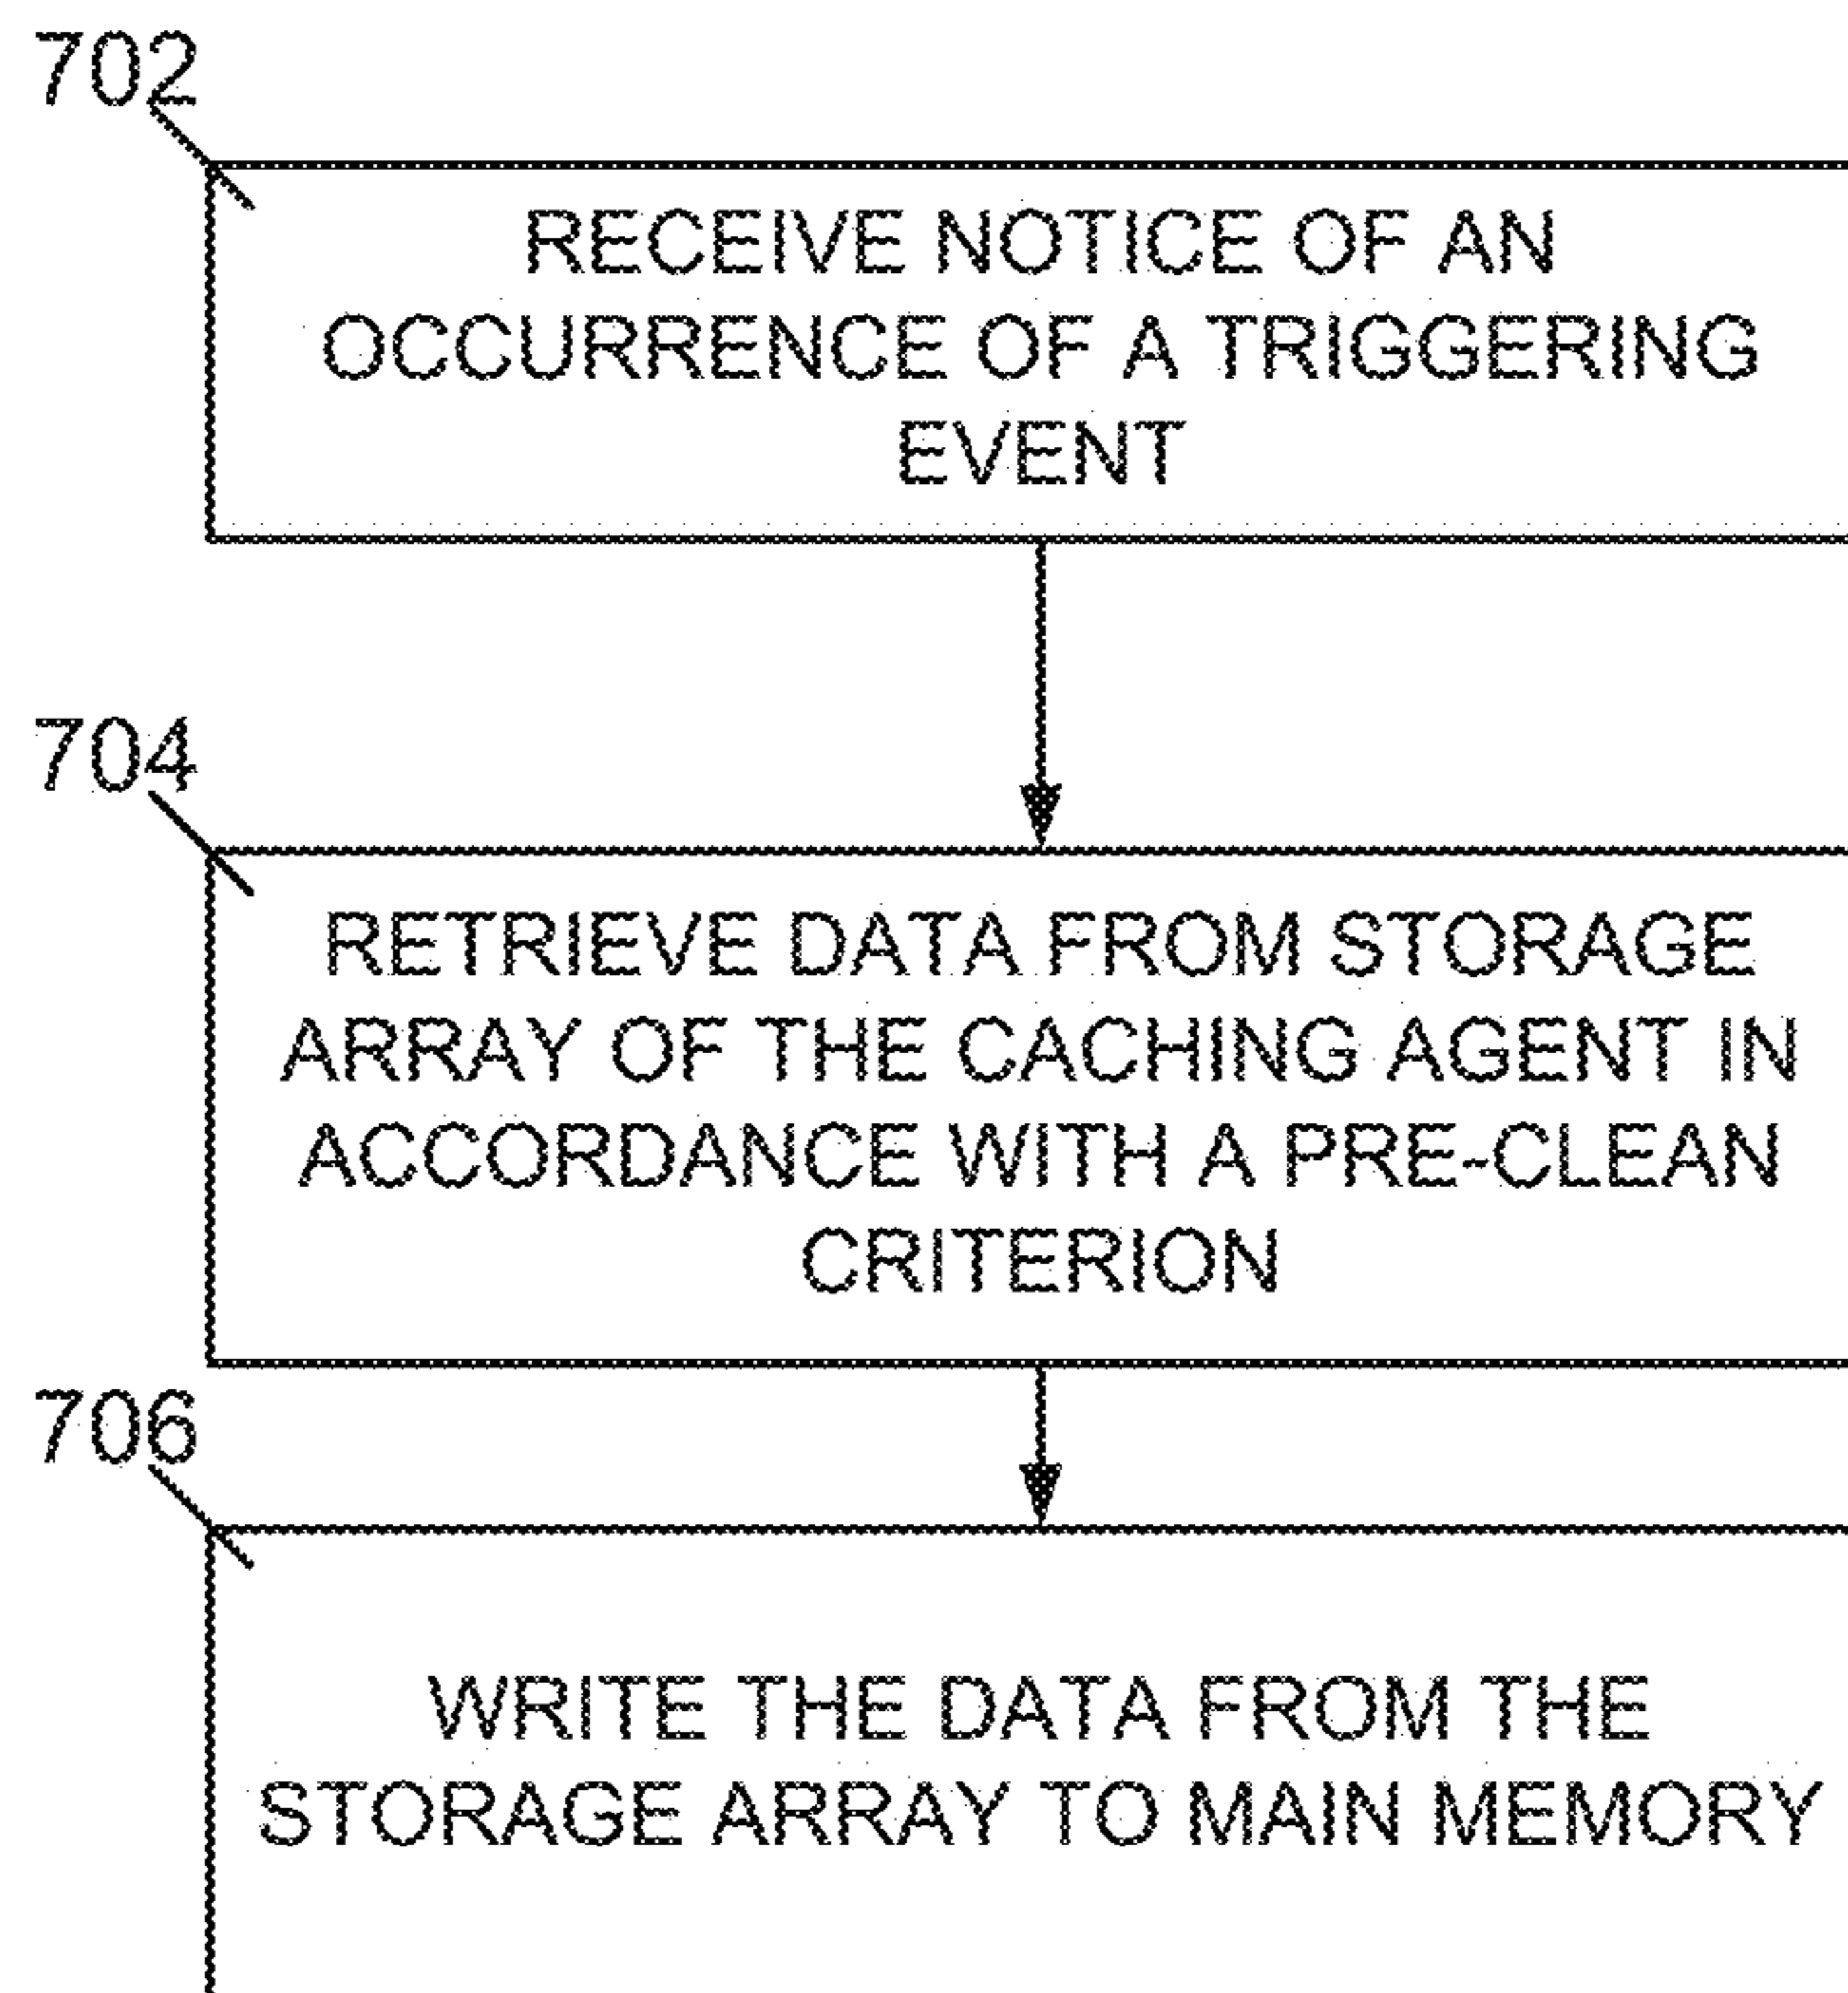 702
RECEIVE NOTICE OF AN
OCCURRENCE OF A TRIGGERING
EVENT
704
RETRIEVE DATA FROM STORAGE
ARRAY OF THE CACHING AGENT IN
ACCORDANCE WITH A PRE-CLEAN
CRITERION
706
WRITE THE DATA FROM THE
STORAGE ARRAY TO MAIN MEMORY